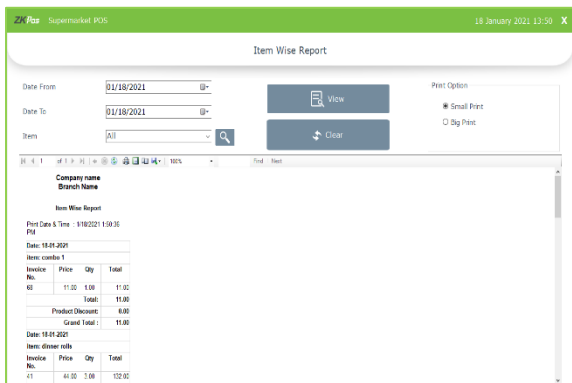 ZKPos Supermarket POS 18 January 2021 13:50 X
Item Wise Report
Date From 01/18/2021
Date To 01/18/2021
Item All
View
Clear
Print Option
Small Print
Big Print
1 of 1 100% Find | Next
Company name
Branch Name
Item Wise Report
Print Date & Time : 1/18/2021 1:50:36
PM
Date: 18-01-2021
item: combo 1
Invoice No. Price Qty Total
68 11.00 1.00 11.00
Total: 11.00
Product Discount: 0.00
Grand Total : 11.00
Date: 18-01-2021
Item: dinner rolls
Invoice No. Price Qty Total
41 44.00 3.00 132.00